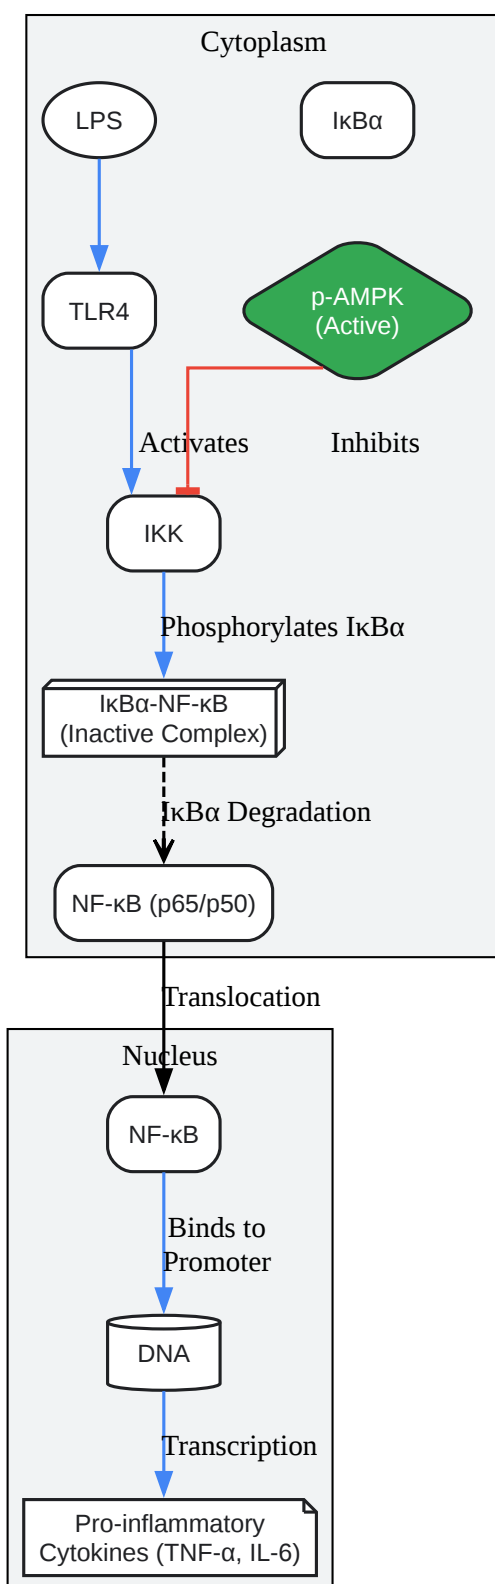 Cytoplasm
LPS
IκBα
TLR4
p-AMPK
(Active)
Activates
Inhibits
IKK
Phosphorylates IκBα
IκBα-NF-κB
(Inactive Complex)
IκBα Degradation
NF-κB (p65/p50)
Translocation
Nucleus
NF-κB
Binds to
Promoter
DNA
Transcription
Pro-inflammatory
Cytokines (TNF-α, IL-6)